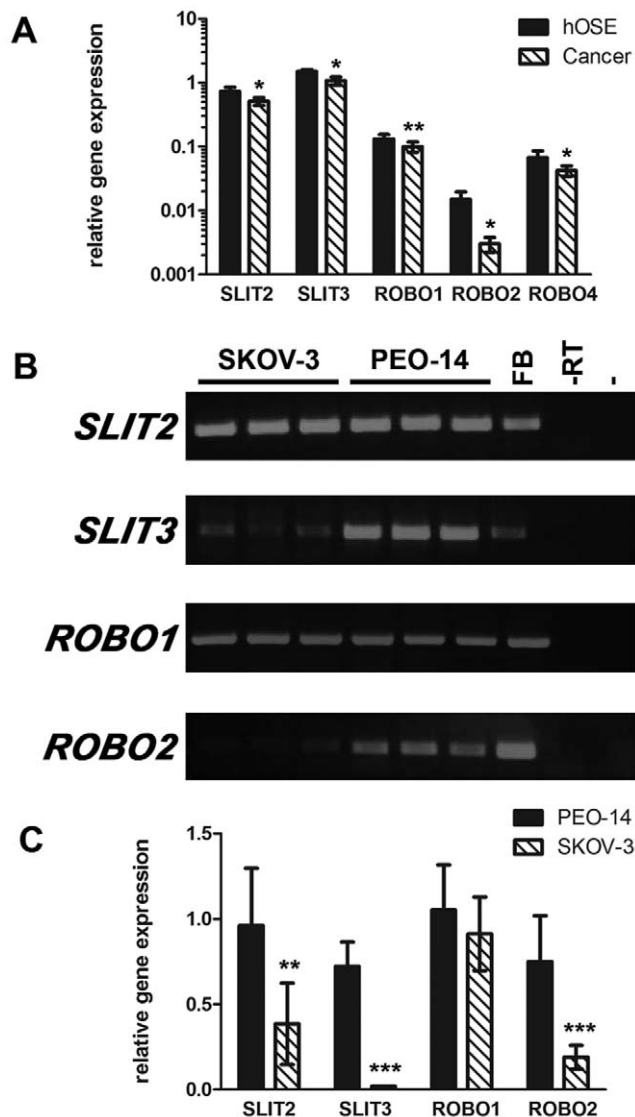 A
hOSE
Cancer
relative gene expression
10
1
0.1
0.01
0.001
* * ** * *
SLIT2 SLIT3 ROBO1 ROBO2 ROBO4
B
SKOV-3 PEO-14 FB -RT -
SLIT2
SLIT3
ROBO1
ROBO2
C
PEO-14
SKOV-3
relative gene expression
1.5
1.0
0.5
0.0
** *** ***
SLIT2 SLIT3 ROBO1 ROBO2